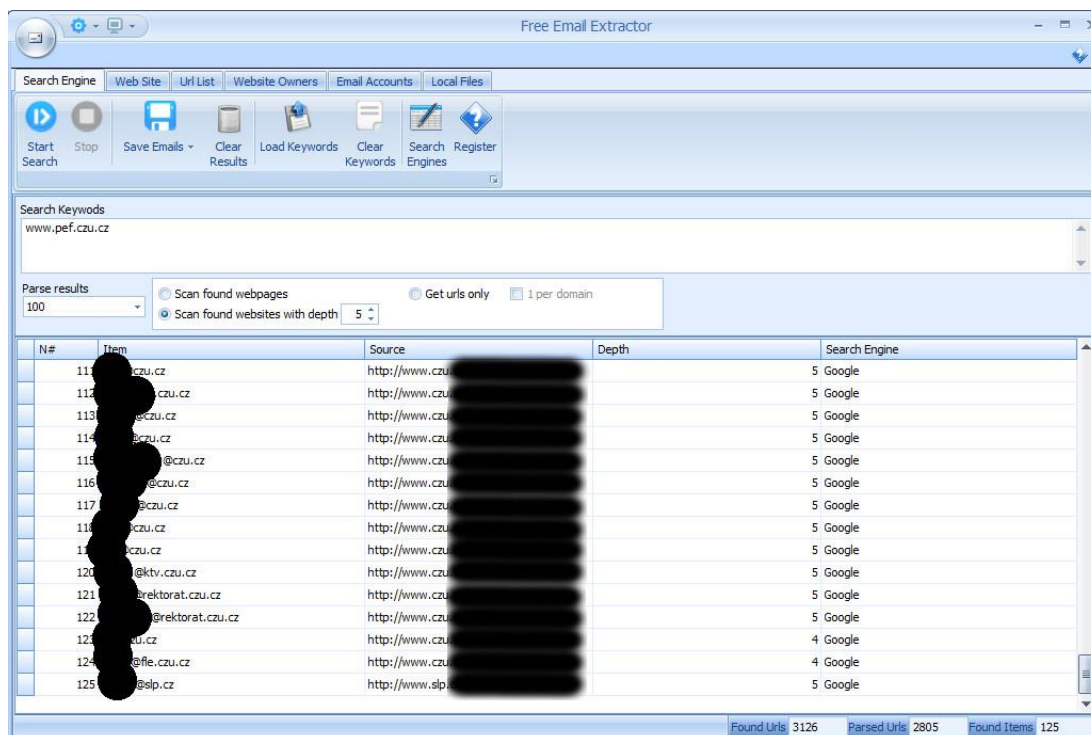 Free Email Extractor
Search Engine Web Site Url List Website Owners Email Accounts Local Files
Start Search Stop Save Emails Clear Results Load Keywords Clear Keywords Search Engines Register
Search Keywods
www.pef.czu.cz
Parse results
100
Scan found webpages Get urls only 1 per domain
Scan found websites with depth 5
N# Item Source Depth Search Engine
111 czu.cz http://www.czu 5 Google
112 .czu.cz http://www.czu 5 Google
113 @czu.cz http://www.czu 5 Google
114 @czu.cz http://www.czu 5 Google
115 @czu.cz http://www.czu 5 Google
116 @czu.cz http://www.czu 5 Google
117 @czu.cz http://www.czu 5 Google
118 czu.cz http://www.czu 5 Google
11 czu.cz http://www.czu 5 Google
120 @ktv.czu.cz http://www.czu 5 Google
121 @rektorat.czu.cz http://www.czu 5 Google
122 @rektorat.czu.cz http://www.czu 5 Google
123 zu.cz http://www.czu 4 Google
124 @fle.czu.cz http://www.czu 4 Google
125 @slp.cz http://www.slp. 5 Google
Found Urls 3126 Parsed Urls 2805 Found Items 125